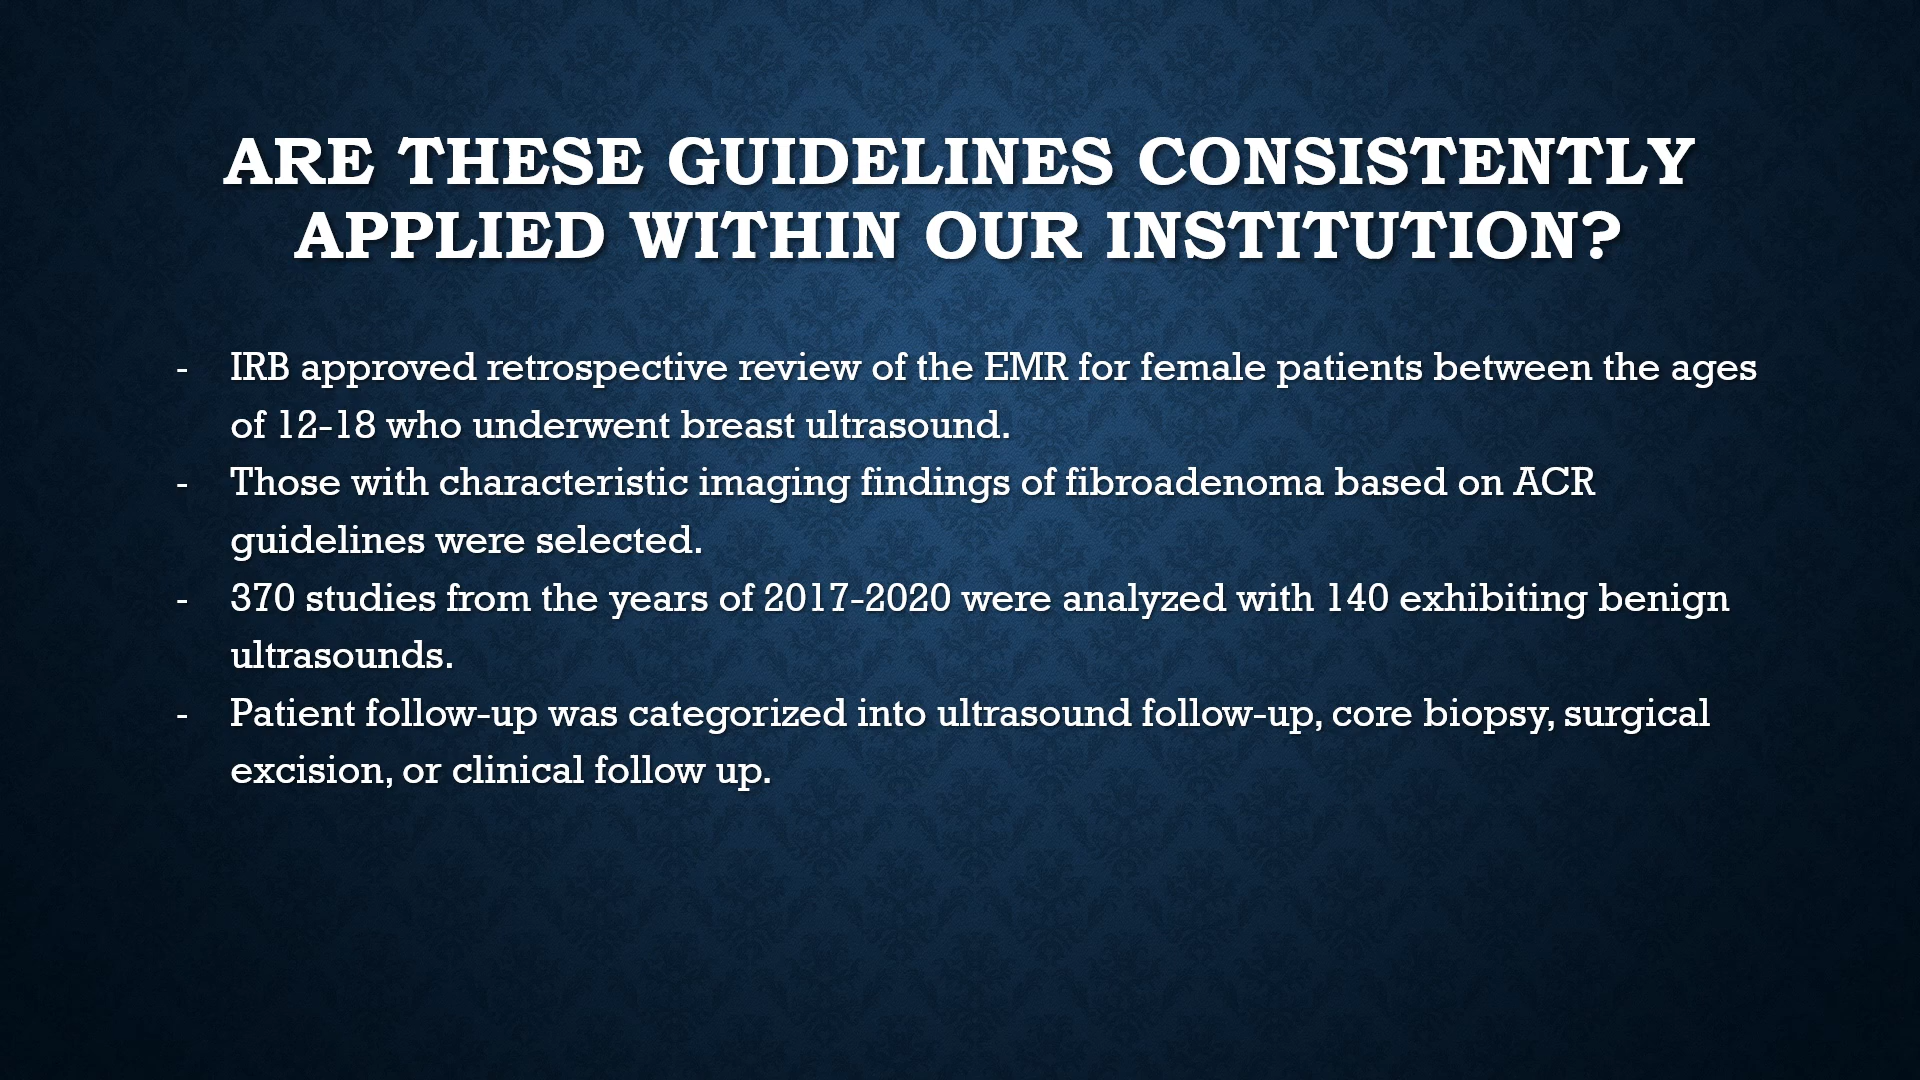 ARE THESE GUIDELINES CONSISTENTLY
APPLIED WITHIN OUR INSTITUTION?
- IRB approved retrospective review of the EMR for female patients between the ages
of 12-18 who underwent breast ultrasound.
- Those with characteristic imaging findings of fibroadenoma based on ACR
guidelines were selected.
- 370 studies from the years of 2017-2020 were analyzed with 140 exhibiting benign
ultrasounds.
- Patient follow-up was categorized into ultrasound follow-up, core biopsy, surgical
excision, or clinical follow up.